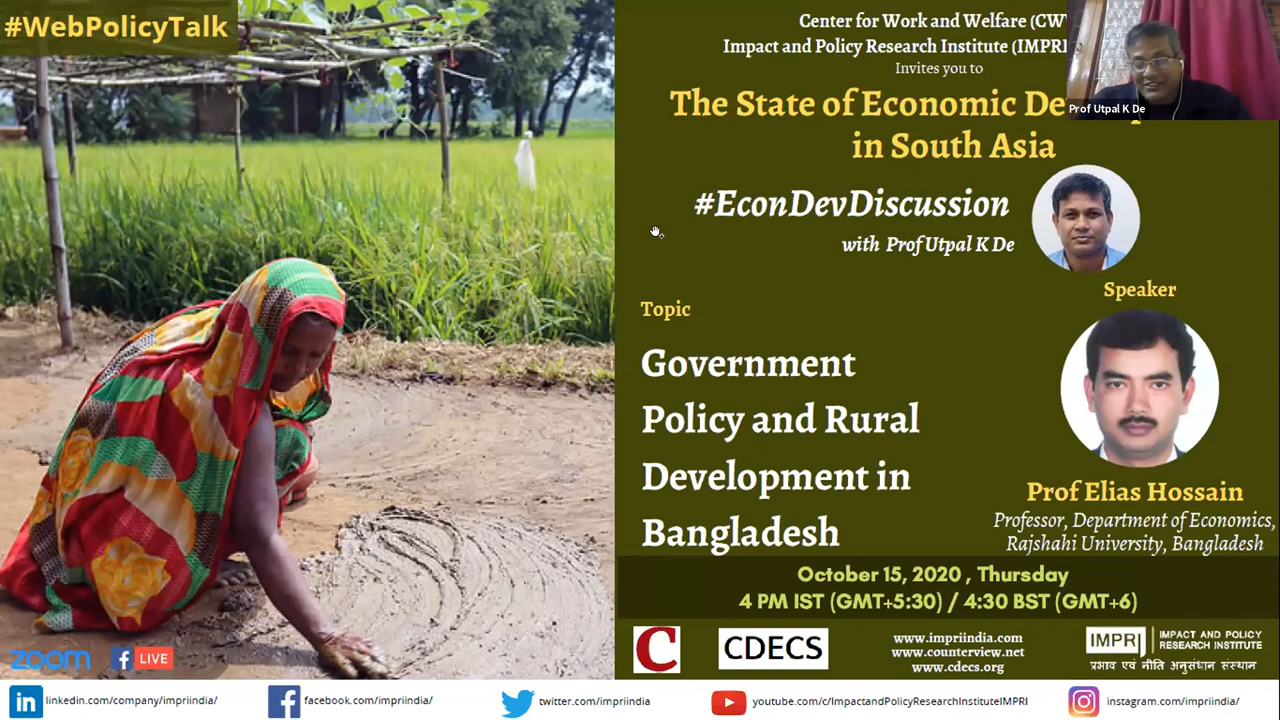 #WebPolicyTalk
Center for Work and Welfare (CW
Impact and Policy Research Institute (IMPRI
Invites you to
Prof Utpal K De
The State of Economic De
in South Asia
#EconDevDiscussion
with Prof Utpal K De
Speaker
Topic
Government
Policy and Rural
Development in
Bangladesh
Prof Elias Hossain
Professor, Department of Economics,
Rajshahi University, Bangladesh
October 15, 2020 , Thursday
4 PM IST (GMT+5:30) / 4:30 BST (GMT+6)
zoom
LIVE
C
CDECS
www.impriindia.com
www.counterview.net
www.cdecs.org
IMPRI
IMPACT AND POLICY
RESEARCH INSTITUTE
प्रभाव एवं नीति अनुसंधान संस्थान
linkedin.com/company/impriindia/
facebook.com/impriindia/
twitter.com/impriindia
youtube.com/c/ImpactandPolicyResearchInstituteIMPRI
instagram.com/impriindia/